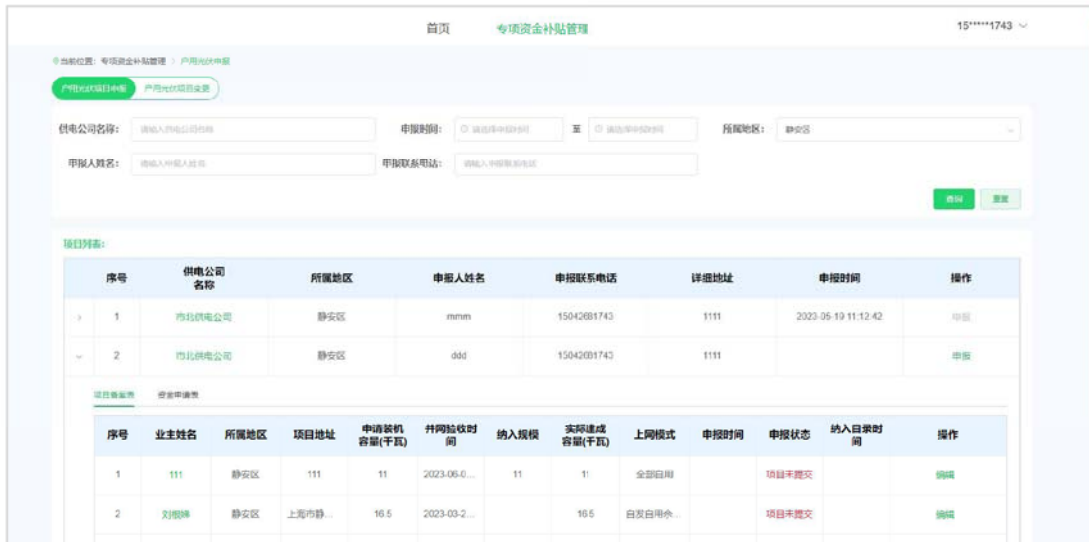 首页 专项资金补贴管理 15*****1743
当前位置：专项资金补贴管理 > 户用光伏申报
户用光伏项目申报 户用光伏项目变更
供电公司名称： 请输入供电公司名称 申报时间： 请选择申报时间 至 请选择申报时间 所属地区： 静安区
申报人姓名： 请输入申报人姓名 申报联系电话： 请输入申报联系电话
查询 重置
项目列表：
序号 供电公司名称 所属地区 申报人姓名 申报联系电话 详细地址 申报时间 操作
1 市北供电公司 静安区 mmm 15042681743 1111 2023-05-19 11:12:42 申报
2 市北供电公司 静安区 ddd 15042681743 1111 申报
项目备案表 资金申请表
序号 业主姓名 所属地区 项目地址 申请装机容量(千瓦) 并网验收时间 纳入规模 实际建成容量(千瓦) 上网模式 申报时间 申报状态 纳入目录时间 操作
1 111 静安区 111 11 2023-06-0... 11 11 全部自用 项目未提交 编辑
2 刘根娣 静安区 上海市静... 16.5 2023-03-2... 16.5 自发自用余... 项目未提交 编辑